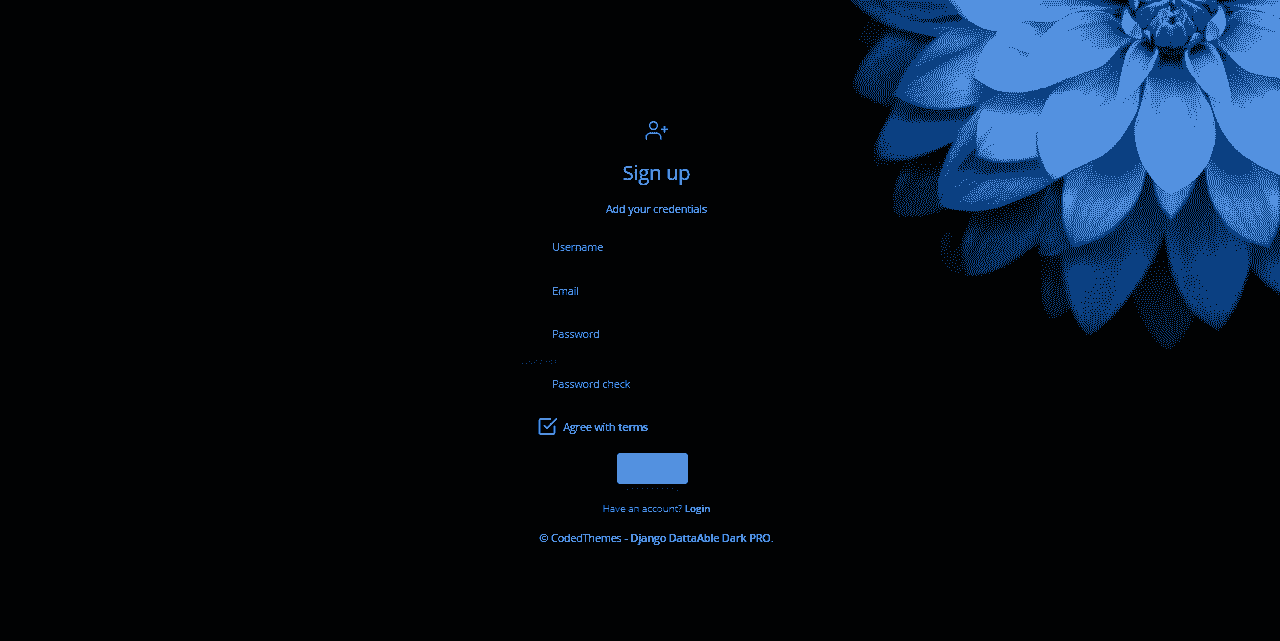 Sign up
Add your credentials
Username
Email
Password
Password check
Agree with terms
Have an account? Login
© CodedThemes - Django DattaAble Dark PRO.